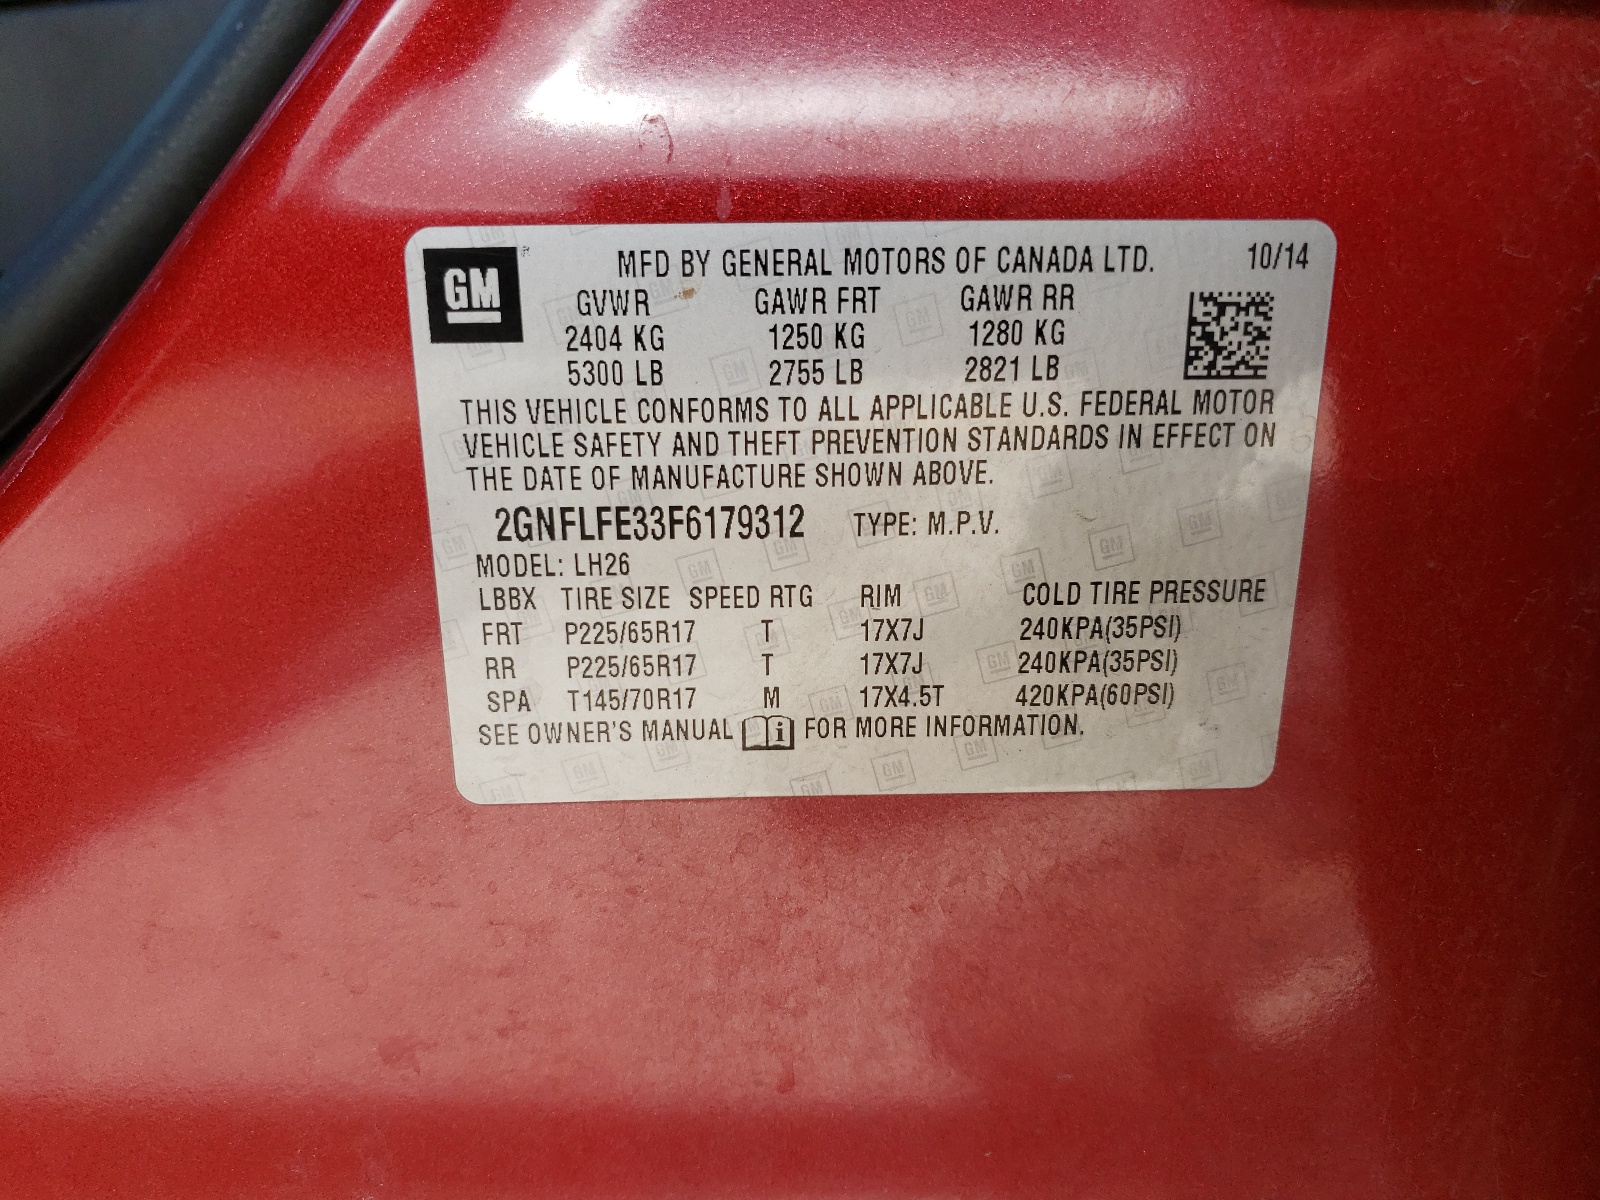 GM MFD BY GENERAL MOTORS OF CANADA LTD. 10/14
GVWR GAWR FRT GAWR RR
2404 KG 1250 KG 1280 KG
5300 LB 2755 LB 2821 LB
THIS VEHICLE CONFORMS TO ALL APPLICABLE U.S. FEDERAL MOTOR
VEHICLE SAFETY AND THEFT PREVENTION STANDARDS IN EFFECT ON
THE DATE OF MANUFACTURE SHOWN ABOVE.
2GNFLFE33F6179312 TYPE: M.P.V.
MODEL: LH26
LBBX TIRE SIZE SPEED RTG RIM COLD TIRE PRESSURE
FRT P225/65R17 T 17X7J 240KPA(35PSI)
RR P225/65R17 T 17X7J 240KPA(35PSI)
SPA T145/70R17 M 17X4.5T 420KPA(60PSI)
SEE OWNER'S MANUAL i FOR MORE INFORMATION.